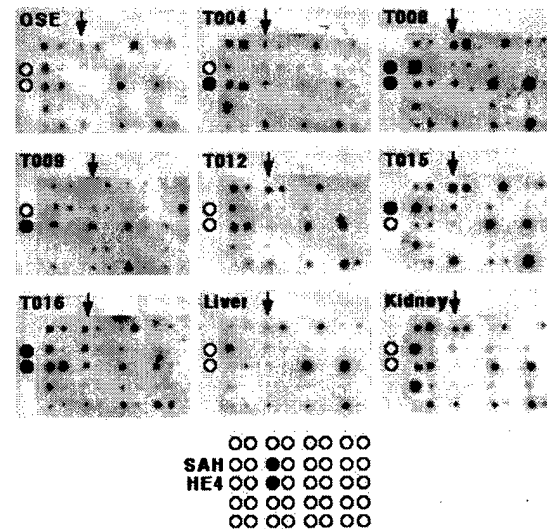 OSE T004 T008
T009 T012 T015
T016 Liver Kidney
SAH
HE4